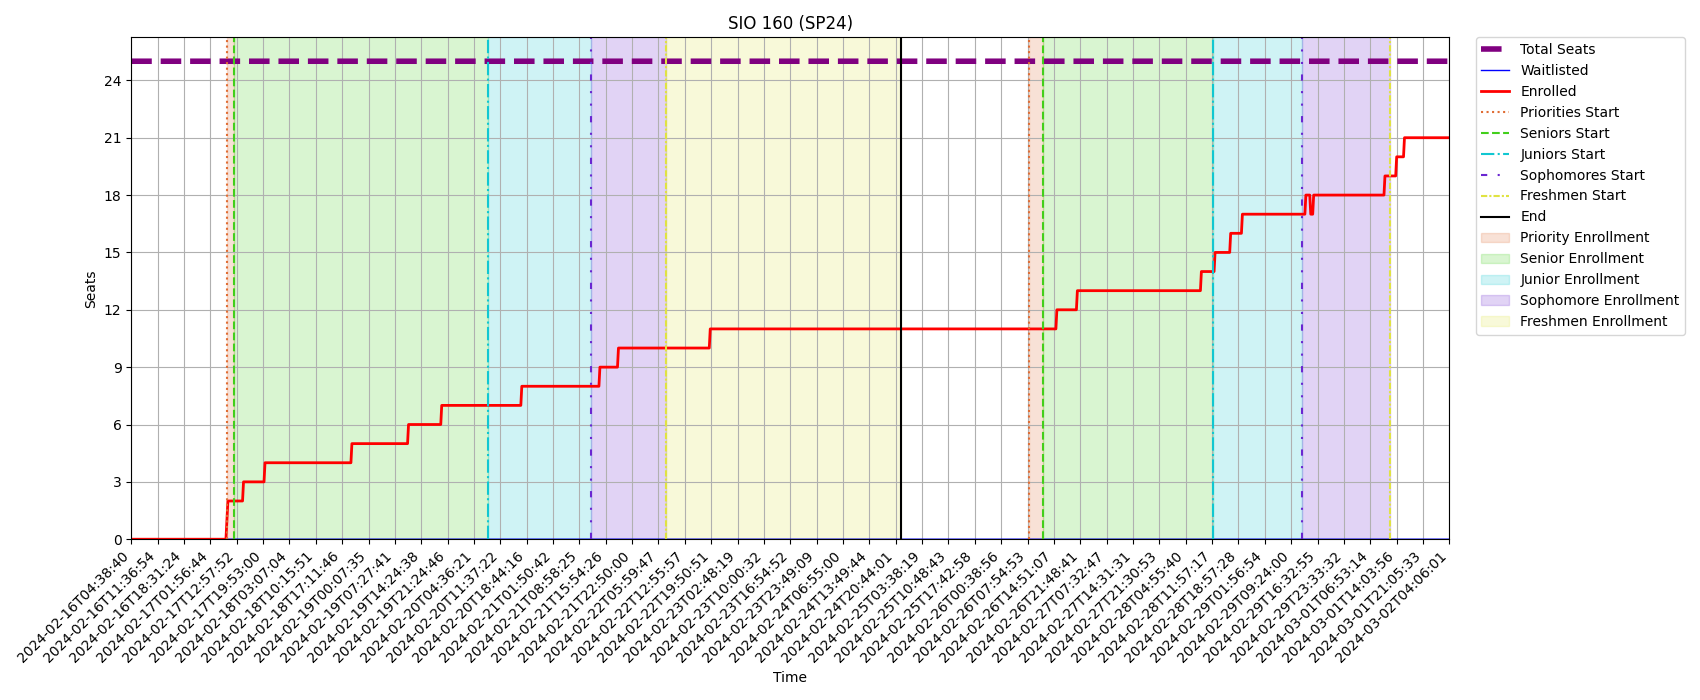 SIO 160 (SP24)
Total Seats
Waitlisted
Enrolled
Priorities Start
Seniors Start
Juniors Start
Sophomores Start
Freshmen Start
End
Priority Enrollment
Senior Enrollment
Junior Enrollment
Sophomore Enrollment
Freshmen Enrollment
Seats
24
21
18
15
12
9
6
3
0
2024-02-16T04:38:40
2024-02-16T11:36:54
2024-02-16T18:31:24
2024-02-17T01:56:44
2024-02-17T12:57:52
2024-02-17T19:53:00
2024-02-18T03:07:04
2024-02-18T10:15:51
2024-02-18T17:11:46
2024-02-19T00:07:35
2024-02-19T07:27:41
2024-02-19T14:24:38
2024-02-19T21:24:46
2024-02-20T04:36:21
2024-02-20T11:37:22
2024-02-20T18:44:16
2024-02-21T01:50:42
2024-02-21T08:58:25
2024-02-21T15:54:26
2024-02-21T22:50:00
2024-02-22T05:59:47
2024-02-22T12:55:57
2024-02-22T19:50:51
2024-02-23T02:48:19
2024-02-23T10:00:32
2024-02-23T16:54:52
2024-02-23T23:49:09
2024-02-24T06:55:00
2024-02-24T13:49:44
2024-02-24T20:44:01
2024-02-25T03:38:19
2024-02-25T10:48:43
2024-02-25T17:42:58
2024-02-26T00:38:56
2024-02-26T07:54:53
2024-02-26T14:51:07
2024-02-26T21:48:41
2024-02-27T07:32:47
2024-02-27T14:31:31
2024-02-27T21:30:53
2024-02-28T04:55:40
2024-02-28T11:57:17
2024-02-28T18:57:28
2024-02-29T01:56:54
2024-02-29T09:24:00
2024-02-29T16:32:55
2024-02-29T23:33:32
2024-03-01T06:53:14
2024-03-01T14:03:56
2024-03-01T21:05:33
2024-03-02T04:06:01
Time